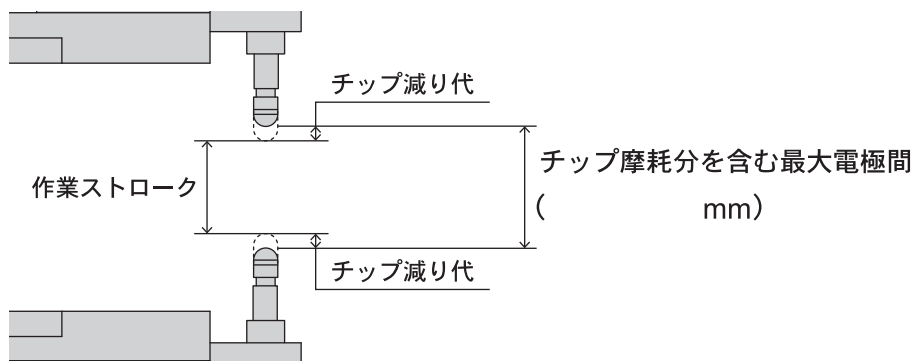 チップ減り代
作業ストローク
チップ摩耗分を含む最大電極間
(　　　　　　mm)
チップ減り代